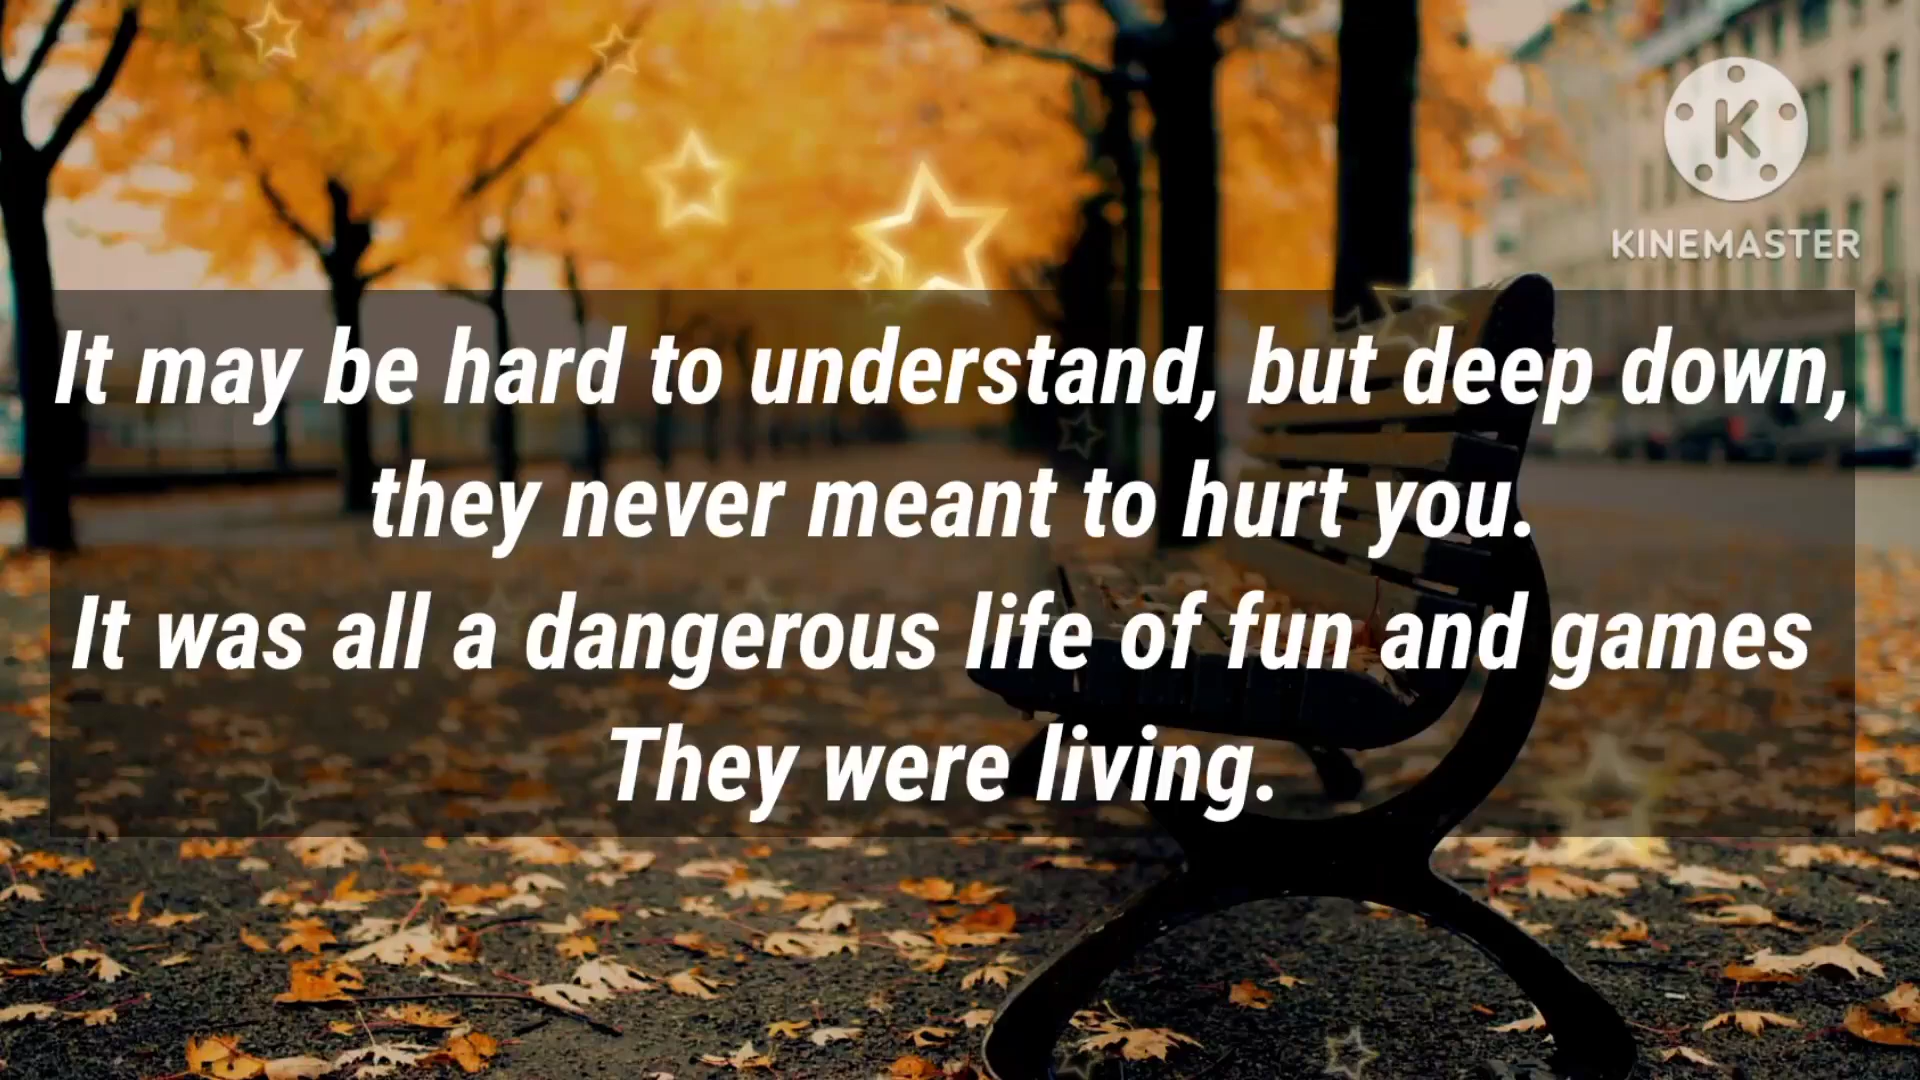 K
KINEMASTER
It may be hard to understand, but deep down,
they never meant to hurt you.
It was all a dangerous life of fun and games
They were living.